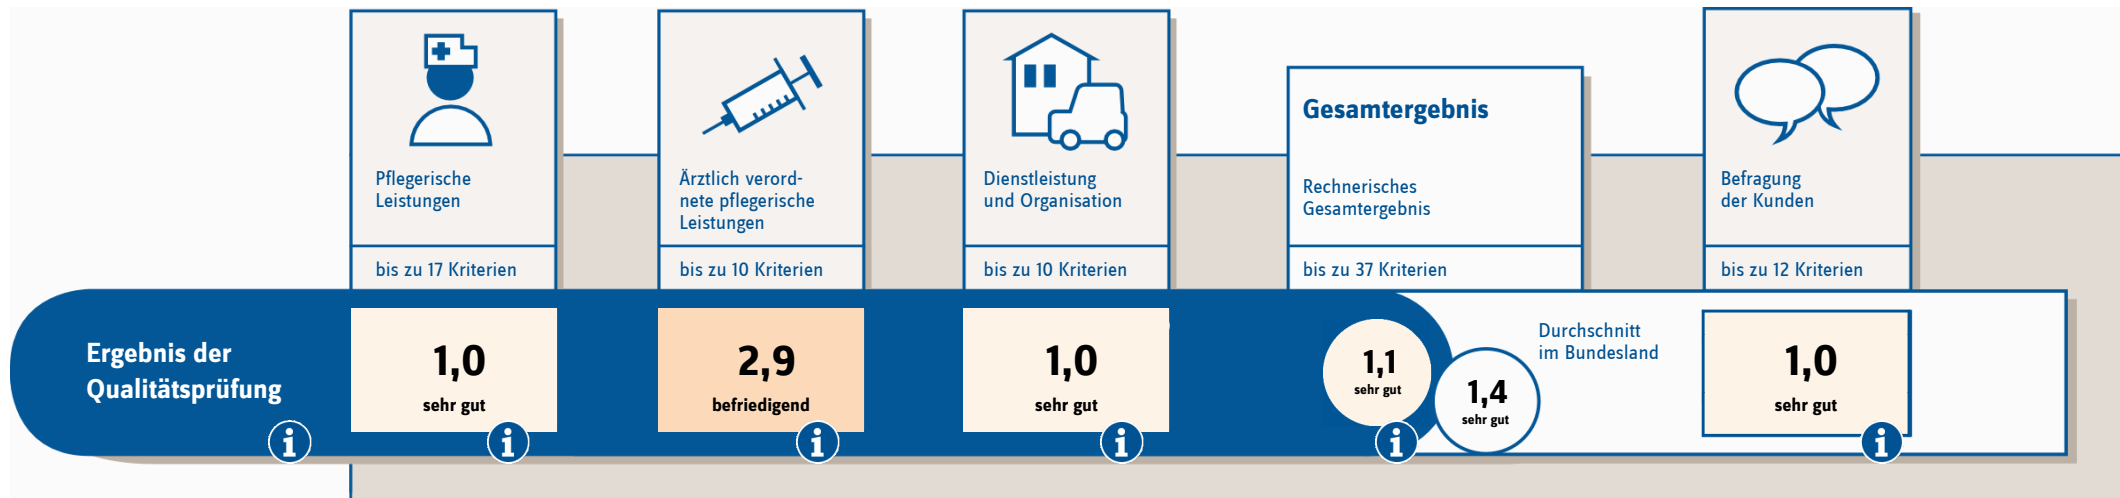 Pflegerische
Leistungen
bis zu 17 Kriterien
Ärztlich verord-
nete pflegerische
Leistungen
bis zu 10 Kriterien
Dienstleistung
und Organisation
bis zu 10 Kriterien
Gesamtergebnis
Rechnerisches
Gesamtergebnis
bis zu 37 Kriterien
Befragung
der Kunden
bis zu 12 Kriterien
Ergebnis der
Qualitätsprüfung
i
1,0
sehr gut
i
2,9
befriedigend
i
1,0
sehr gut
i
1,1
sehr gut
i
1,4
sehr gut
Durchschnitt
im Bundesland
1,0
sehr gut
i